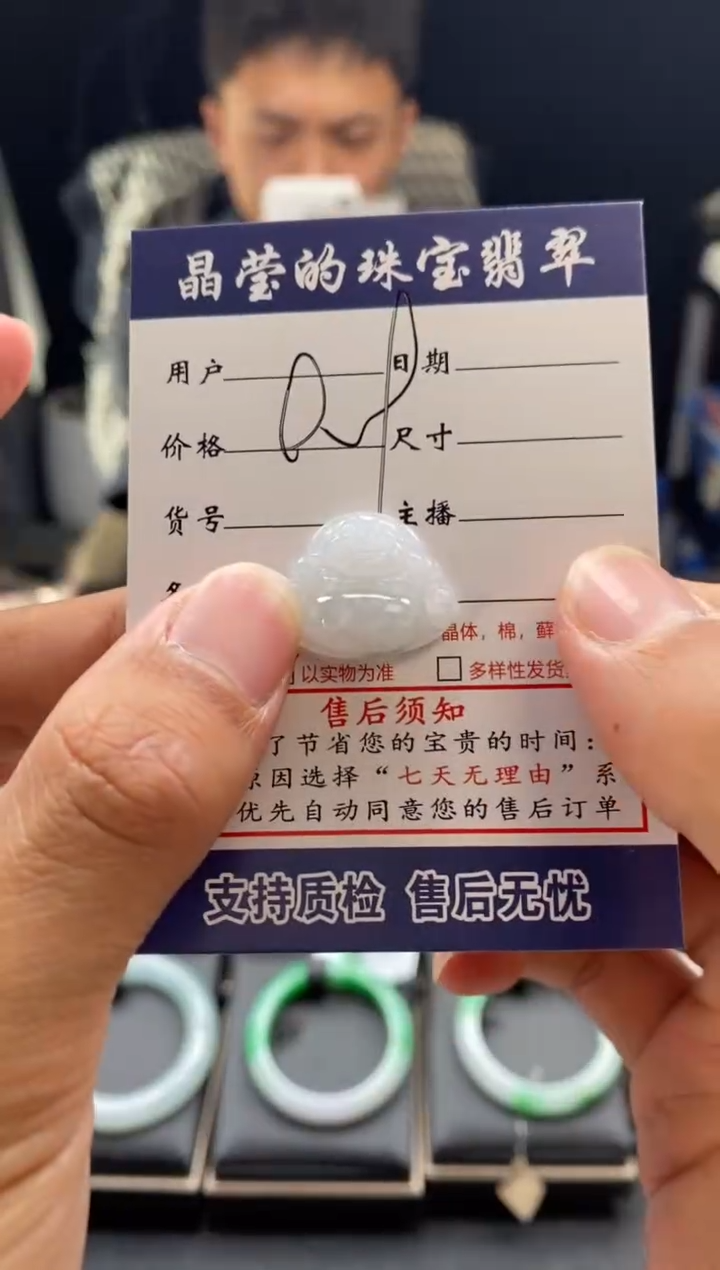 晶莹的珠宝翡翠
用户 日期
价格 尺寸
货号 主播
晶体，棉，藓
以实物为准 多样性发货
售后须知
了节省您的宝贵的时间：
原因选择“七天无理由”系
优先自动同意您的售后订单
支持质检 售后无忧